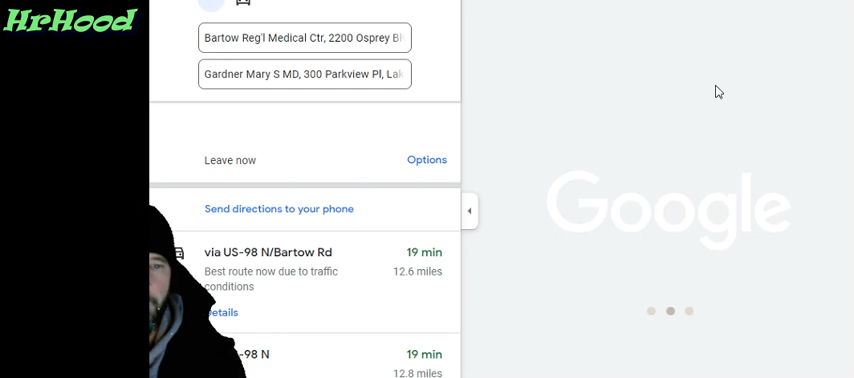 HrHood
Bartow Reg'l Medical Ctr, 2200 Osprey Bl
Gardner Mary S MD, 300 Parkview Pl, Lak
Leave now
Options
Send directions to your phone
via US-98 N/Bartow Rd
19 min
Best route now due to traffic
12.6 miles
conditions
etails
-98 N
19 min
12.8 miles
Google